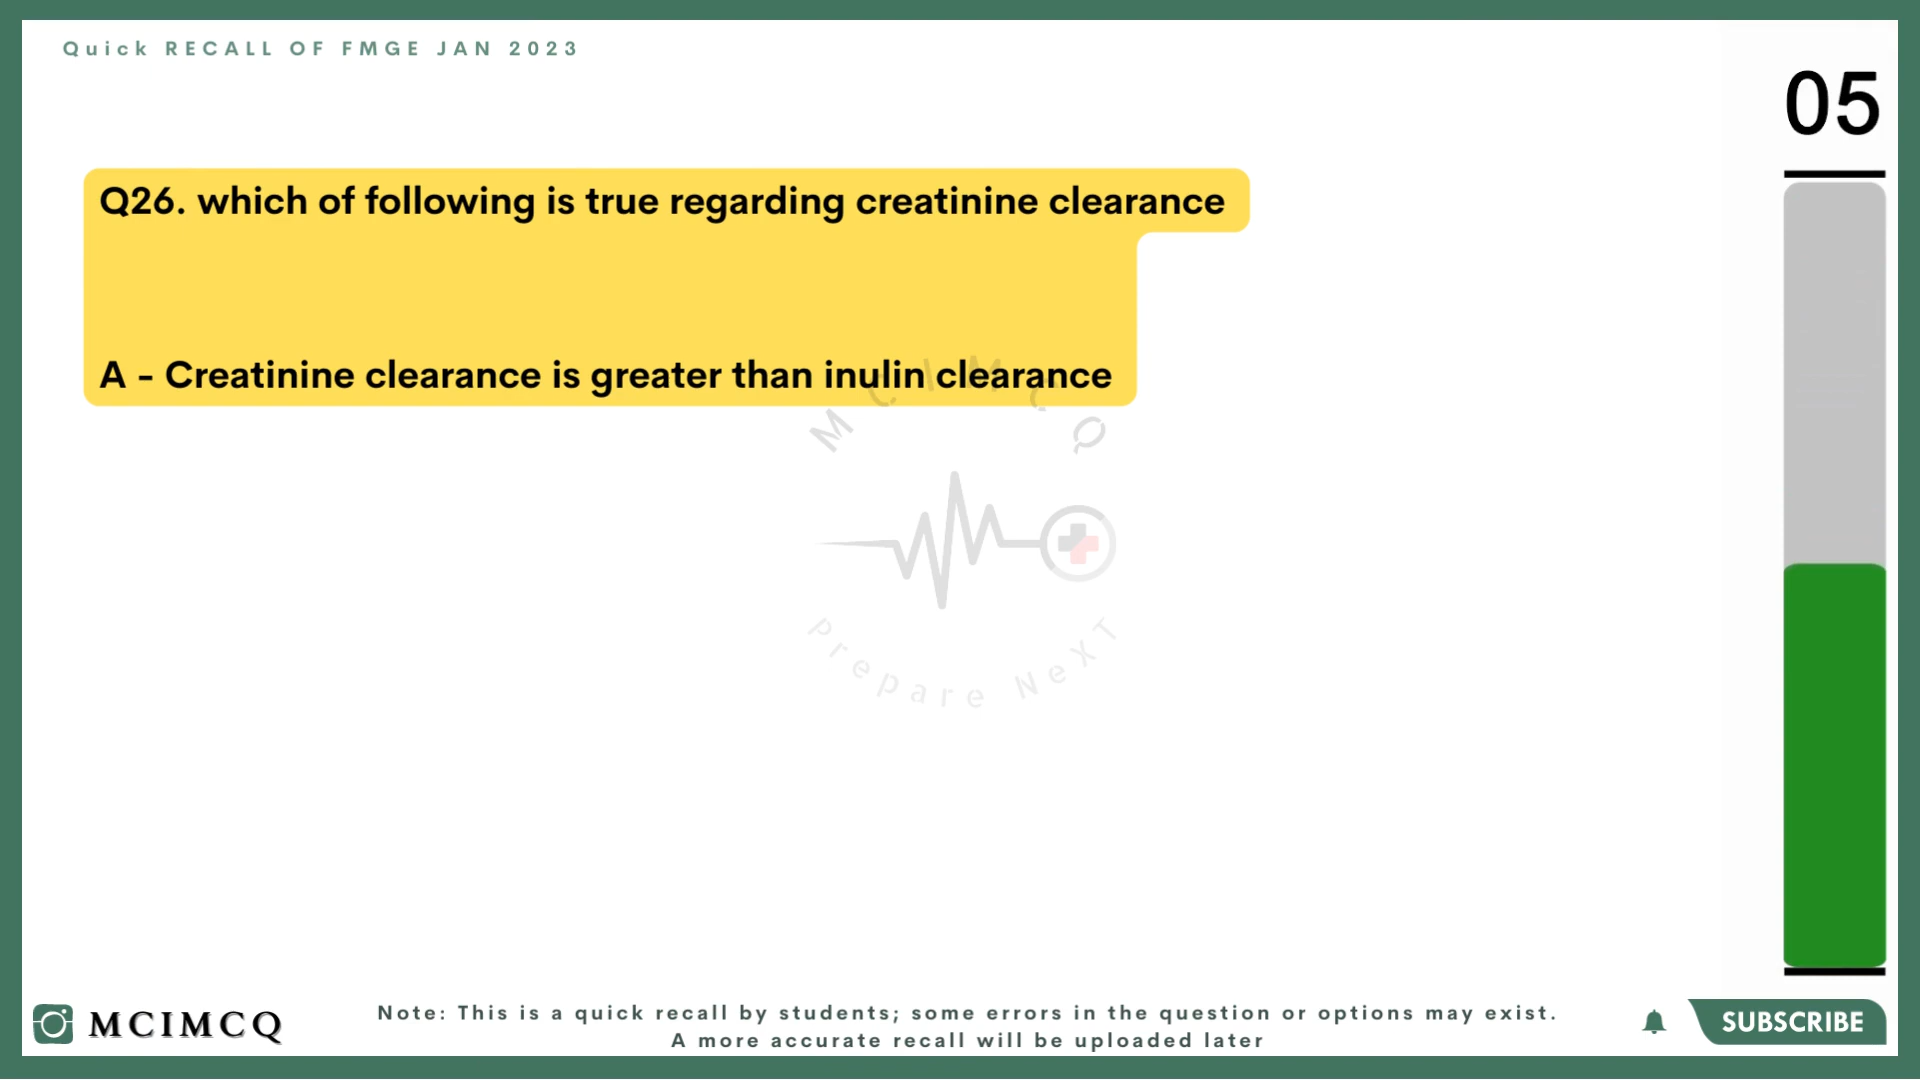 Quick RECALL OF FMGE JAN 2023
05
Q26. which of following is true regarding creatinine clearance
A - Creatinine clearance is greater than inulin clearance
MCIMCQ
Prepare NeXT
MCIMCQ
Note: This is a quick recall by students; some errors in the question or options may exist.
A more accurate recall will be uploaded later
SUBSCRIBE